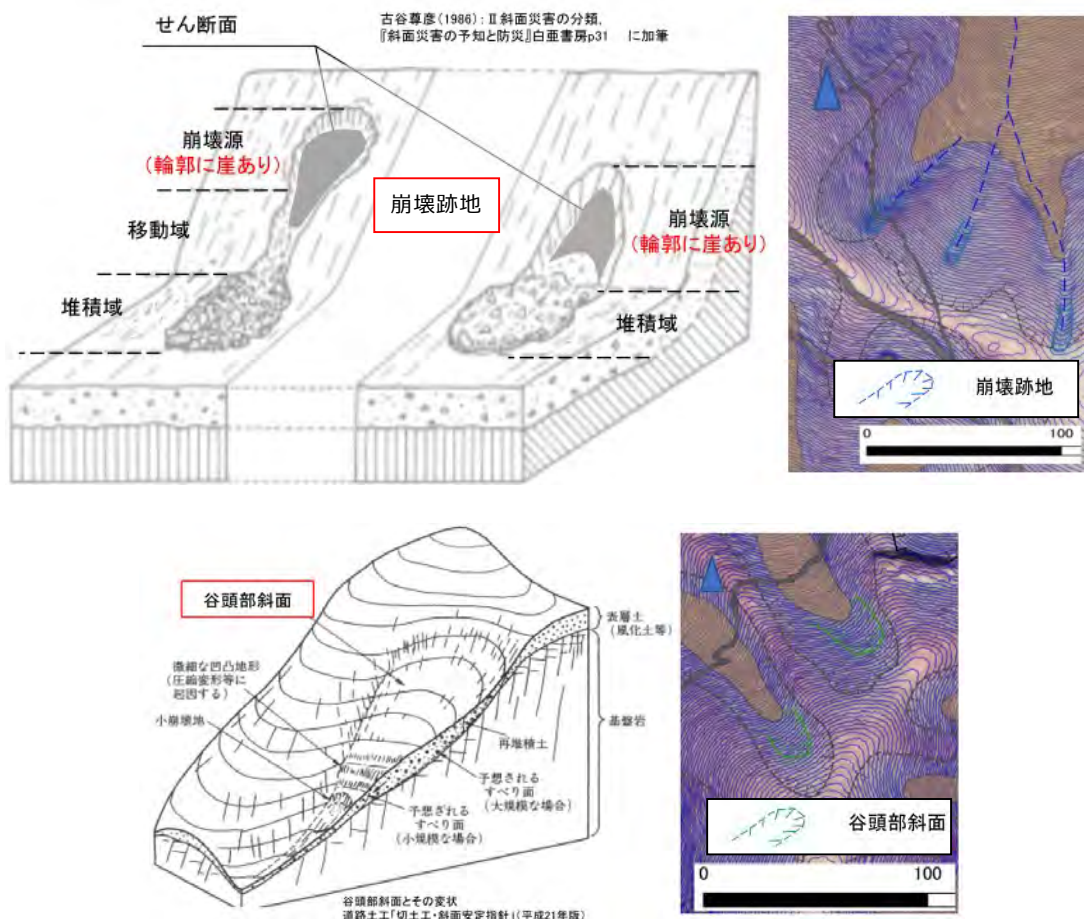 せん断面
古谷尊彦(1986):Ⅱ斜面災害の分類,
『斜面災害の予知と防災』白亜書房p31 に加筆
崩壊源
(輪郭に崖あり)
移動域
堆積域
崩壊跡地
崩壊源
(輪郭に崖あり)
堆積域
崩壊跡地
0 100
谷頭部斜面
微細な凹凸地形
(圧縮変形等に
起因する)
小崩壊地
表層土
(風化土等)
基盤岩
再堆積土
予想される
すべり面
(大規模な場合)
予想される
すべり面
(小規模な場合)
谷頭部斜面とその変状
道路土工「切土工・斜面安定指針」(平成21年版)
谷頭部斜面
0 100